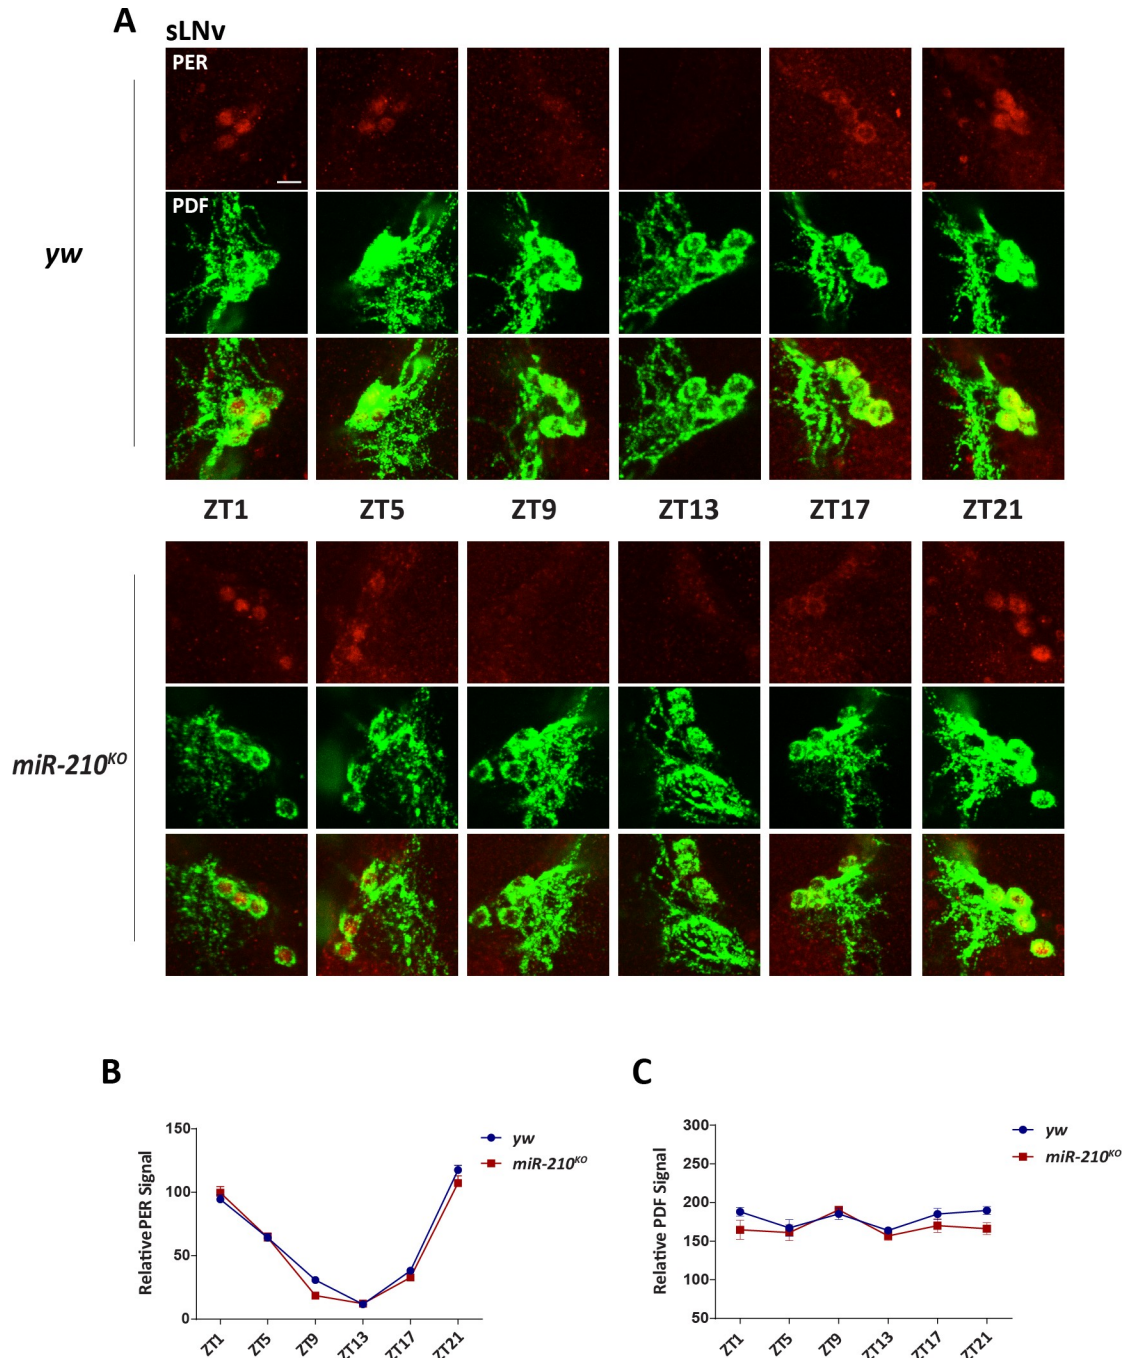 A
sLNv
PER
PDF
yw
ZT1 ZT5 ZT9 ZT13 ZT17 ZT21
miR-210KO
B
C
Relative PER Signal
150
100
50
0
yw
miR-210KO
ZT1 ZT5 ZT9 ZT13 ZT17 ZT21
Relative PDF Signal
300
250
200
150
100
50
yw
miR-210KO
ZT1 ZT5 ZT9 ZT13 ZT17 ZT21